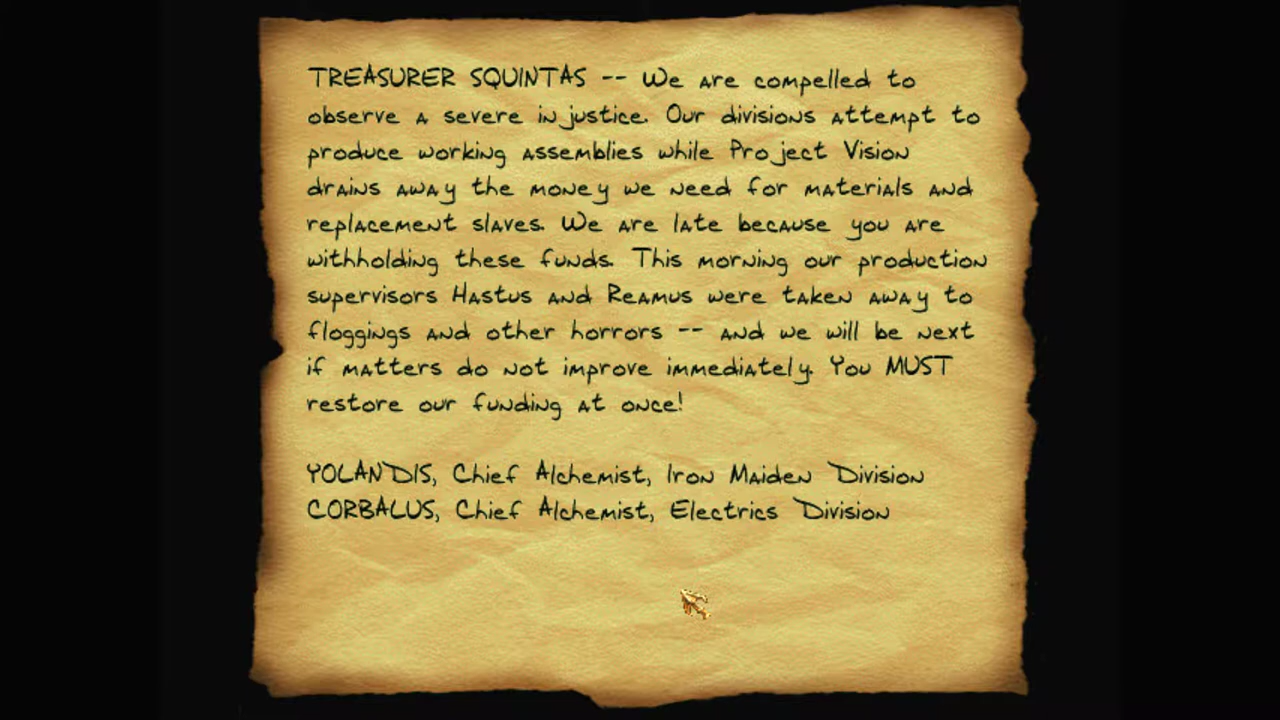 TREASURER SQUINTAS -- We are compelled to
observe a severe injustice. Our divisions attempt to
produce working assemblies while Project Vision
drains away the money we need for materials and
replacement slaves. We are late because you are
withholding these funds. This morning our production
supervisors Hastus and Reamus were taken away to
floggings and other horrors -- and we will be next
if matters do not improve immediately. You MUST
restore our funding at once!
YOLANDIS, Chief Alchemist, Iron Maiden Division
CORBALUS, Chief Alchemist, Electrics Division